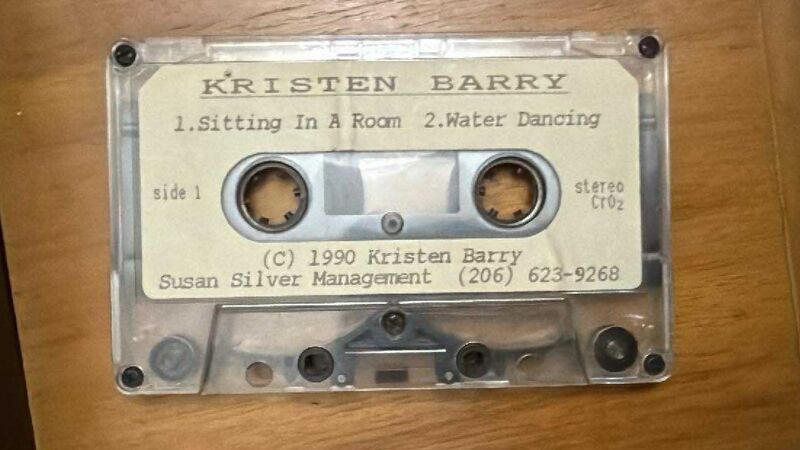 KRISTEN BARRY
1.Sitting In A Room 2.Water Dancing
side 1
stereo
CrO₂
(C) 1990 Kristen Barry
Susan Silver Management (206) 623-9268